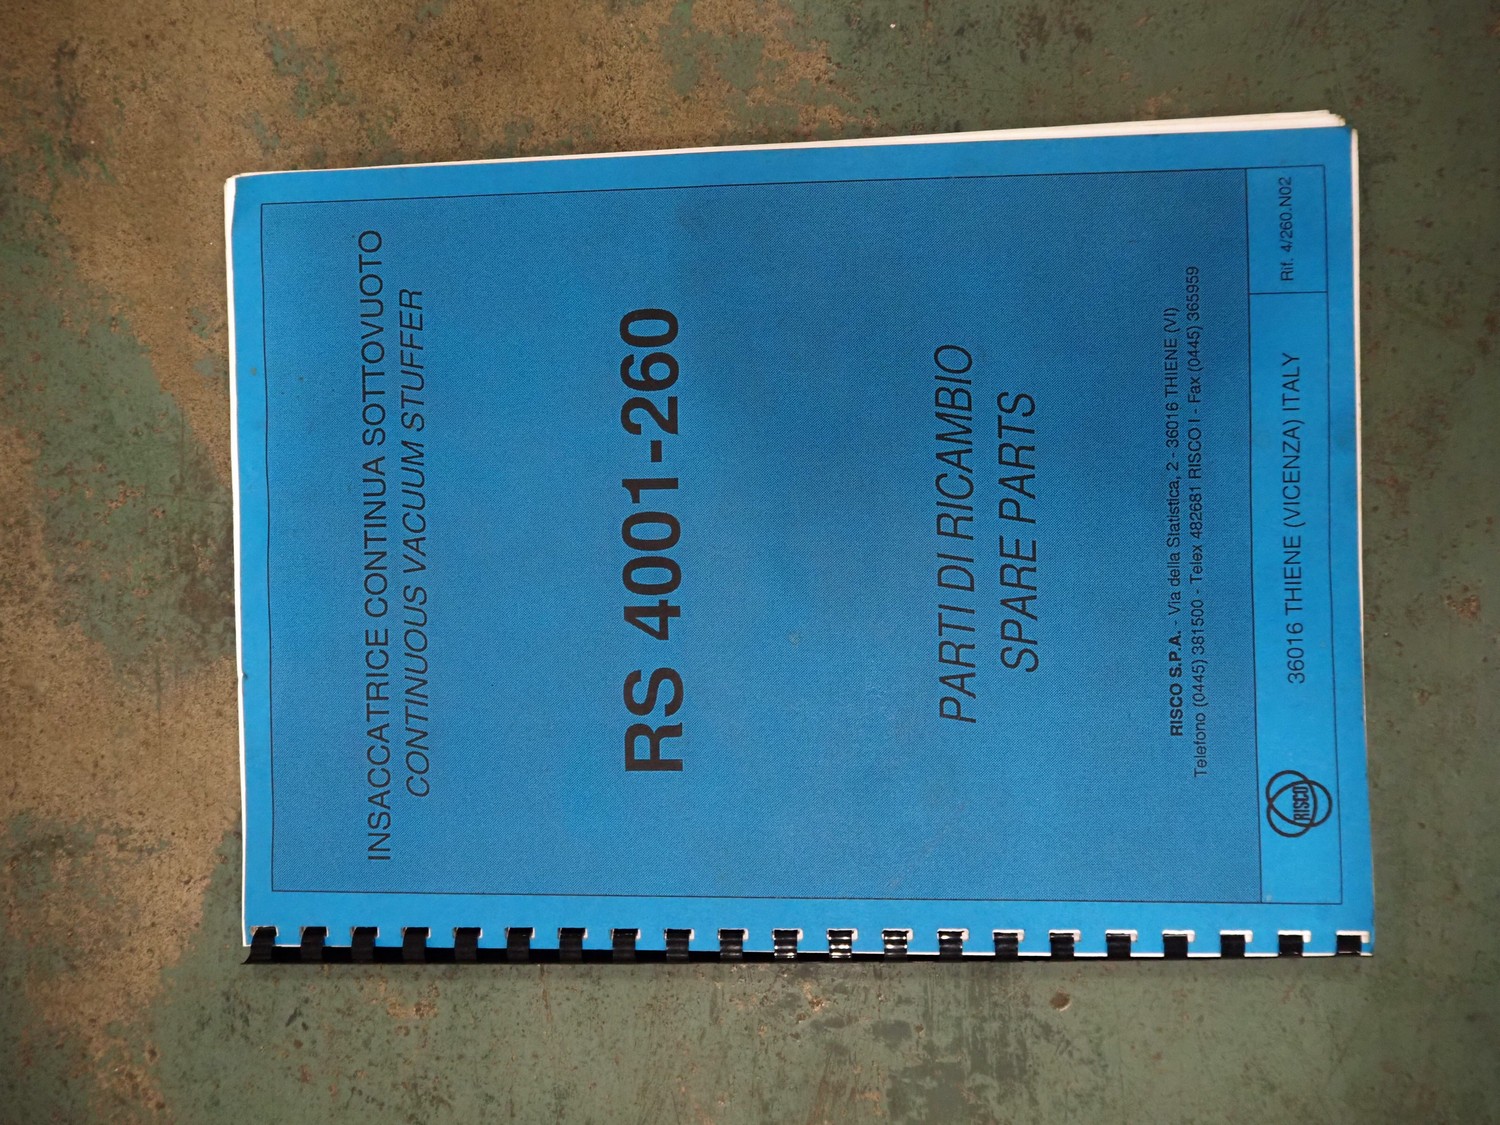 INSACCATRICE CONTINUA SOTTOVUOTO
CONTINUOUS VACUUM STUFFER
RS 4001-260
PARTI DI RICAMBIO
SPARE PARTS
RISCO S.P.A. - Via della Statistica, 2 - 36016 THIENE (VI)
Telefono (0445) 381500 - Telex 482681 RISCO I - Fax (0445) 365959
RISCO
36016 THIENE (VICENZA) ITALY
Rif. 4/260.N02